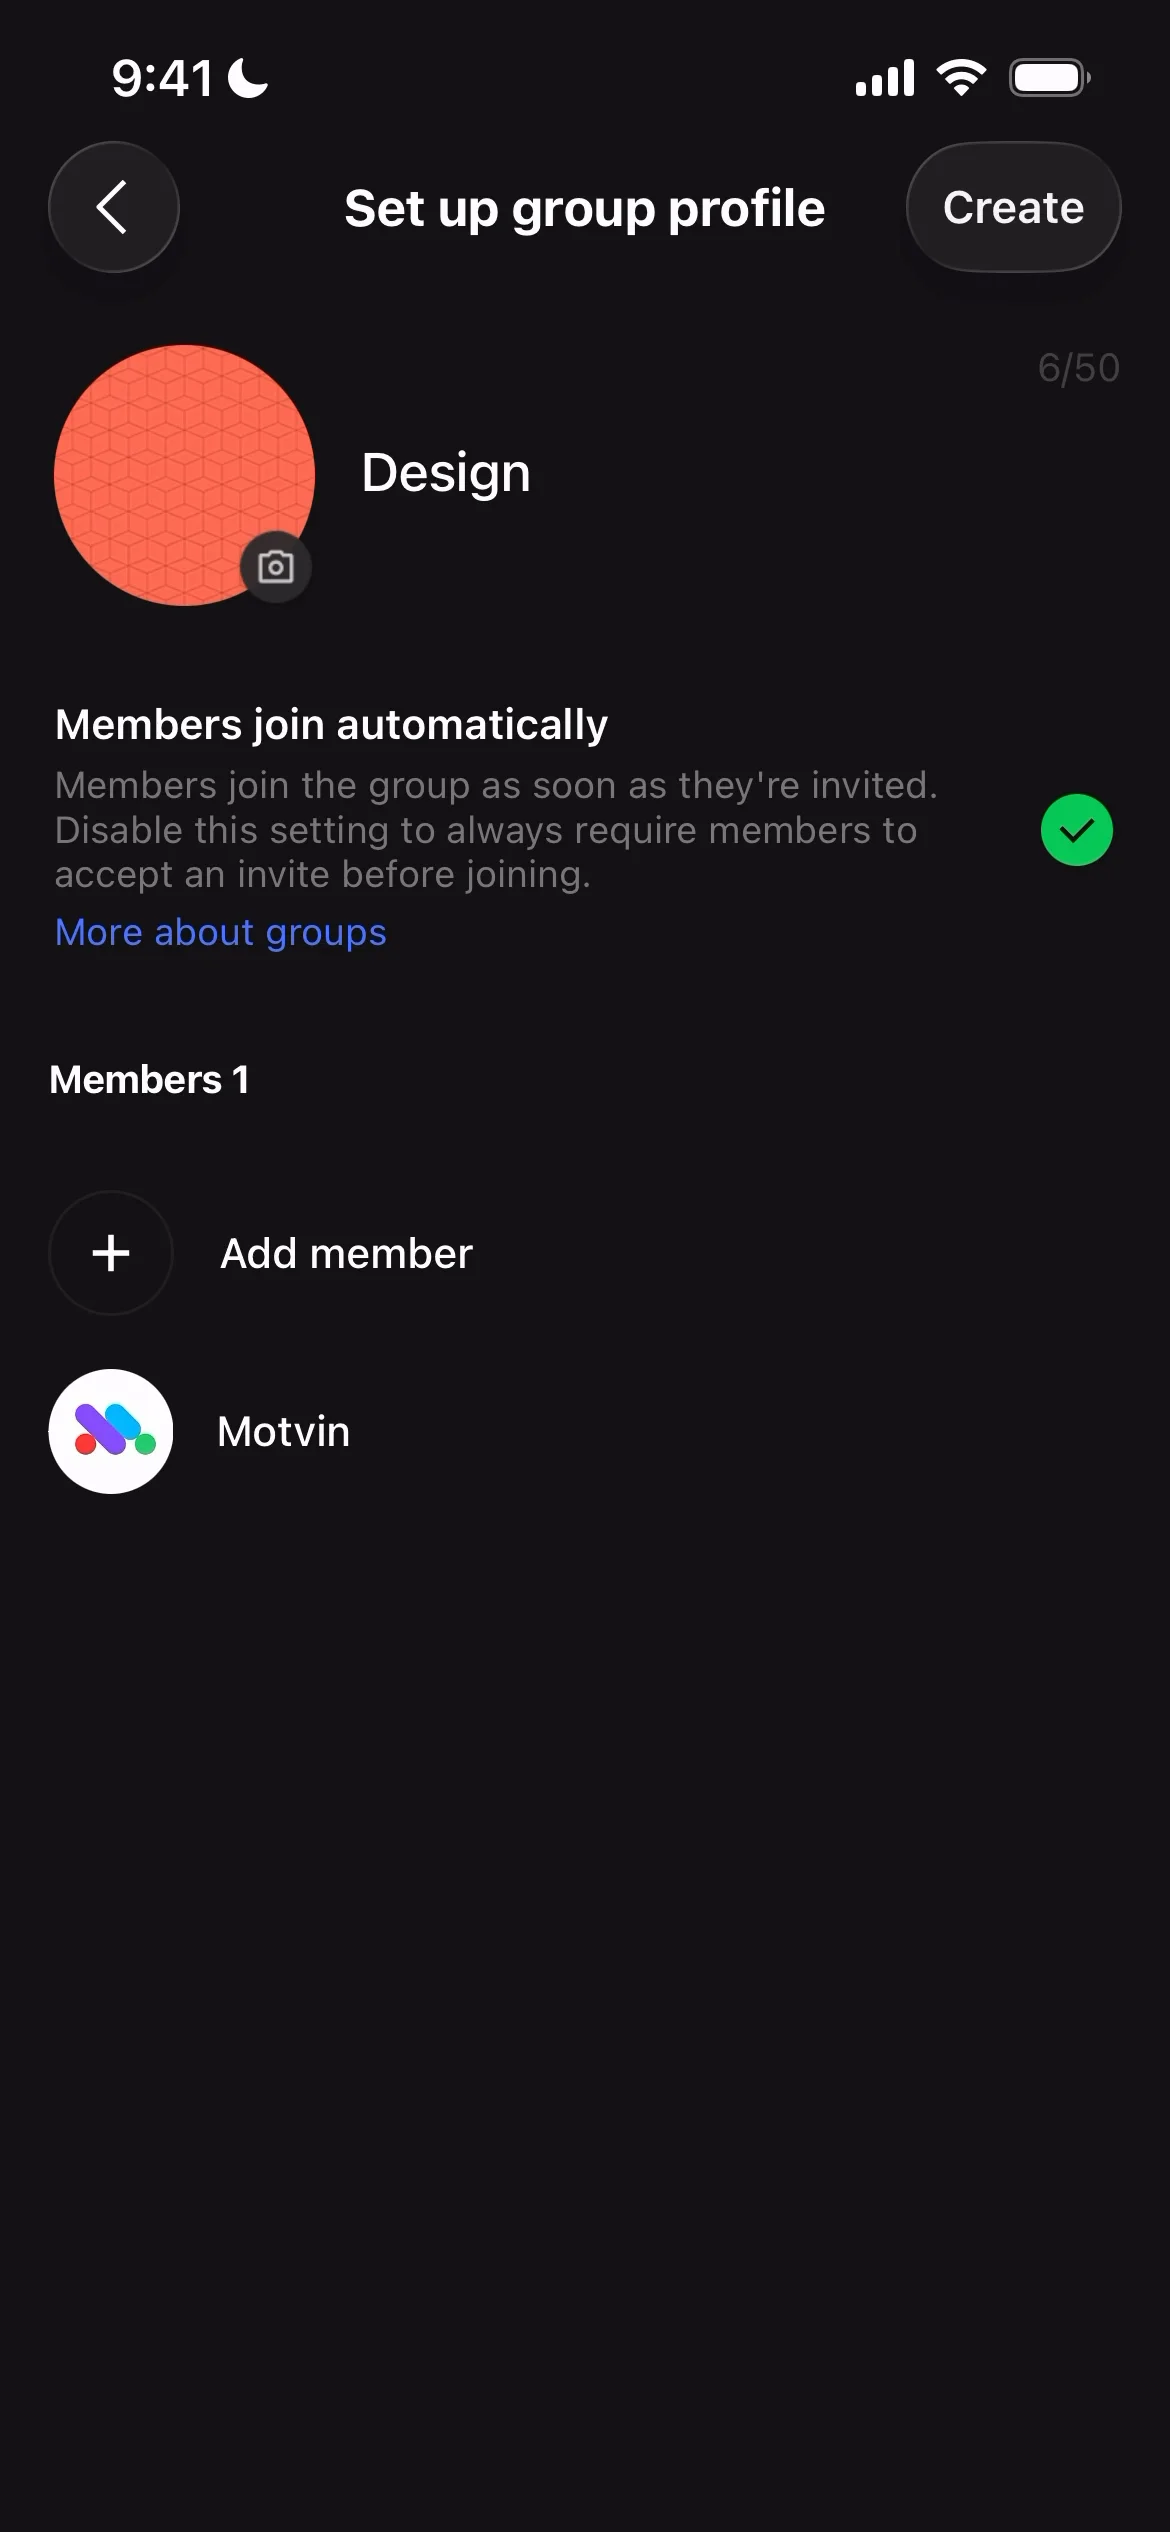 9:41
Set up group profile
Create
6/50
Design
Members join automatically
Members join the group as soon as they're invited.
Disable this setting to always require members to
accept an invite before joining.
More about groups
Members 1
Add member
Motvin